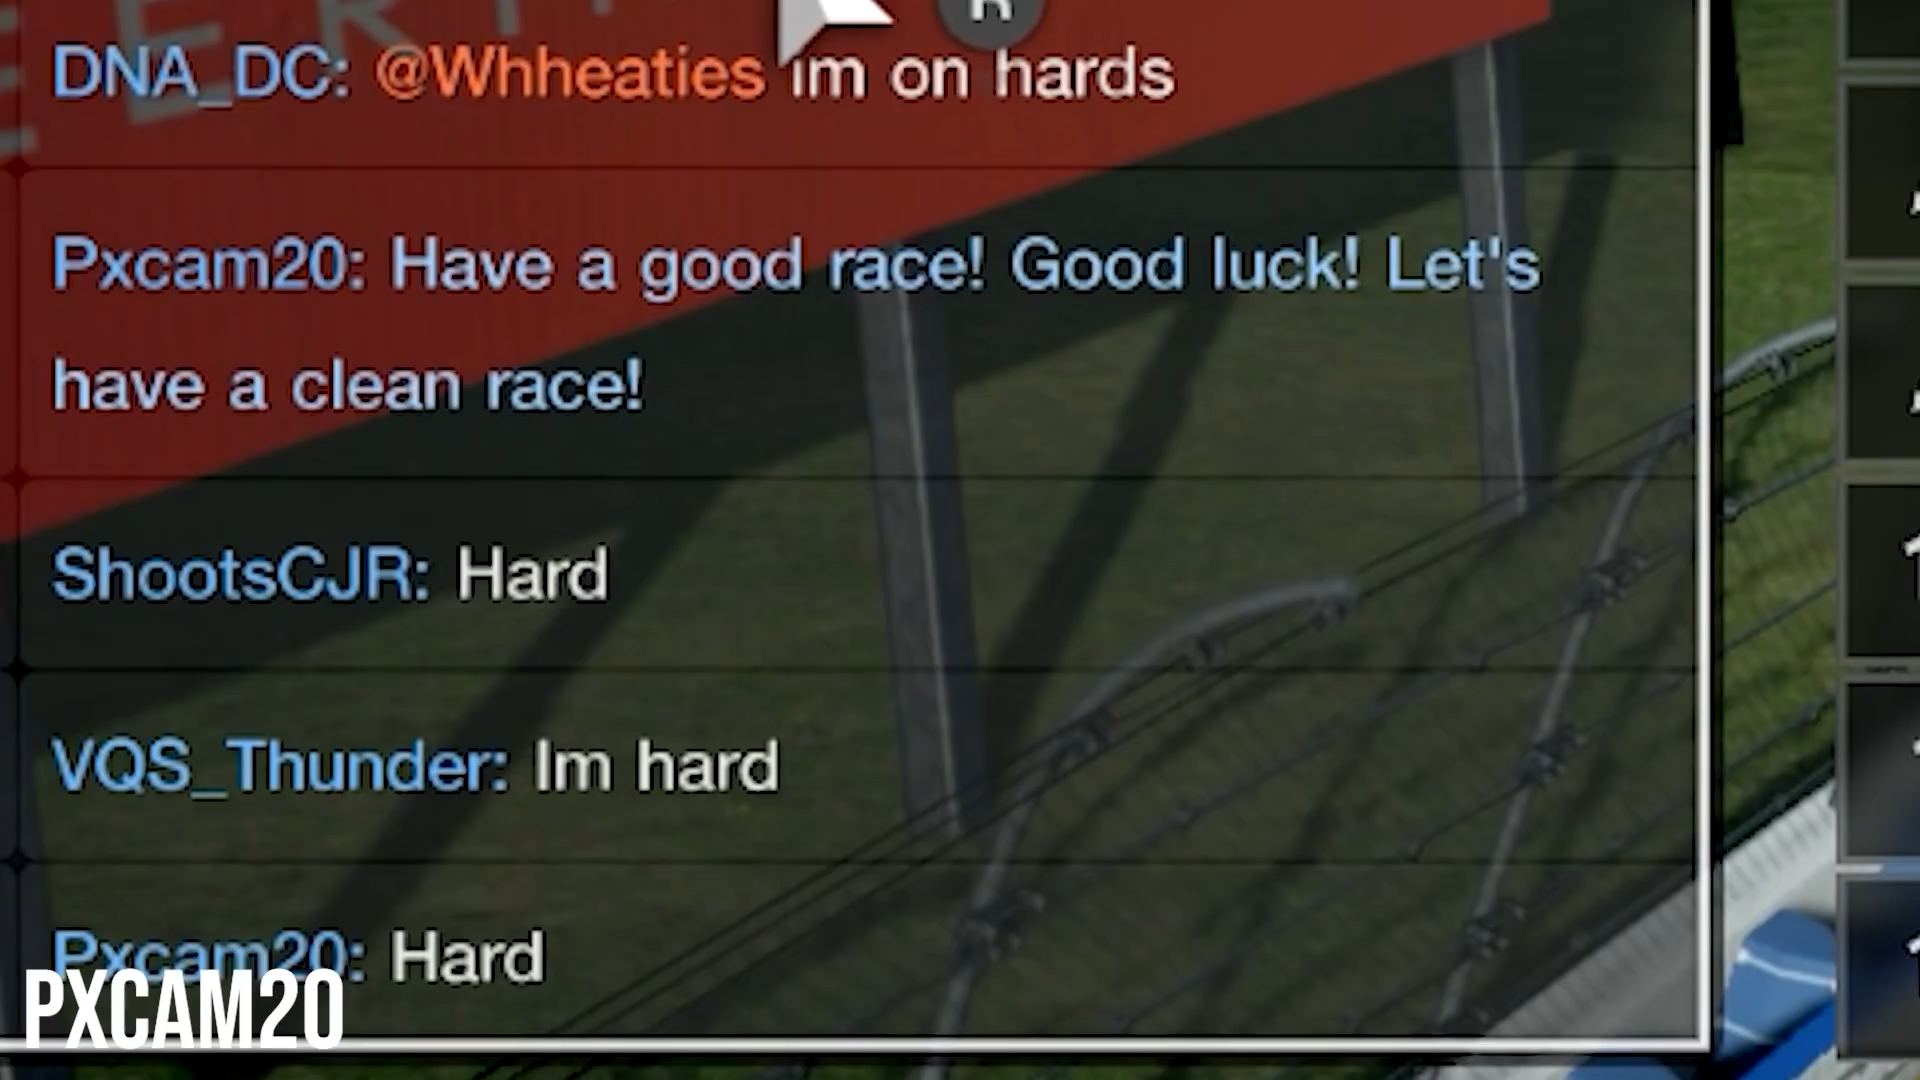 DNA_DC: @Whheaties im on hards
Pxcam20: Have a good race! Good luck! Let's
have a clean race!
ShootsCJR: Hard
VQS_Thunder: Im hard
Pxcam20: Hard
PXCAM20